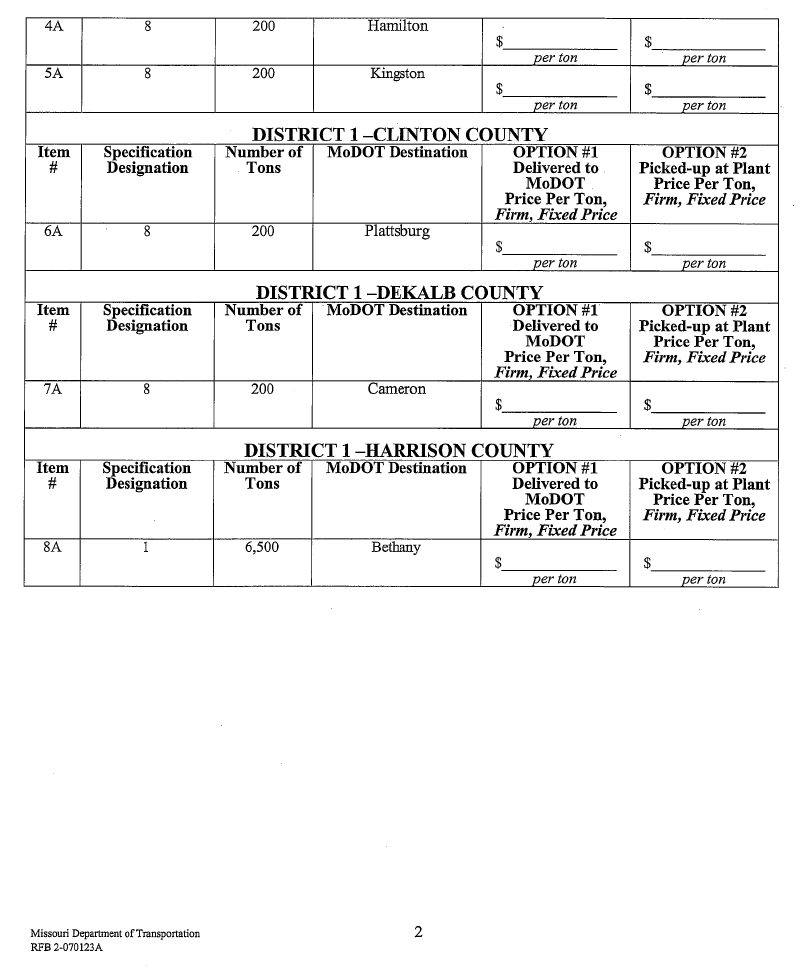 4A 8 200 Hamilton $ $
per ton per ton
5A 8 200 Kingston $ $
per ton per ton
DISTRICT 1 –CLINTON COUNTY
Item Specification Number of MoDOT Destination OPTION #1 OPTION #2
# Designation Tons Delivered to Picked-up at Plant
MoDOT Price Per Ton,
Price Per Ton, Firm, Fixed Price
Firm, Fixed Price
6A 8 200 Plattsburg $ $
per ton per ton
DISTRICT 1 –DEKALB COUNTY
Item Specification Number of MoDOT Destination OPTION #1 OPTION #2
# Designation Tons Delivered to Picked-up at Plant
MoDOT Price Per Ton,
Price Per Ton, Firm, Fixed Price
Firm, Fixed Price
7A 8 200 Cameron $ $
per ton per ton
DISTRICT 1 –HARRISON COUNTY
Item Specification Number of MoDOT Destination OPTION #1 OPTION #2
# Designation Tons Delivered to Picked-up at Plant
MoDOT Price Per Ton,
Price Per Ton, Firm, Fixed Price
Firm, Fixed Price
8A 1 6,500 Bethany $ $
per ton per ton
Missouri Department of Transportation 2
RFB 2-070123A